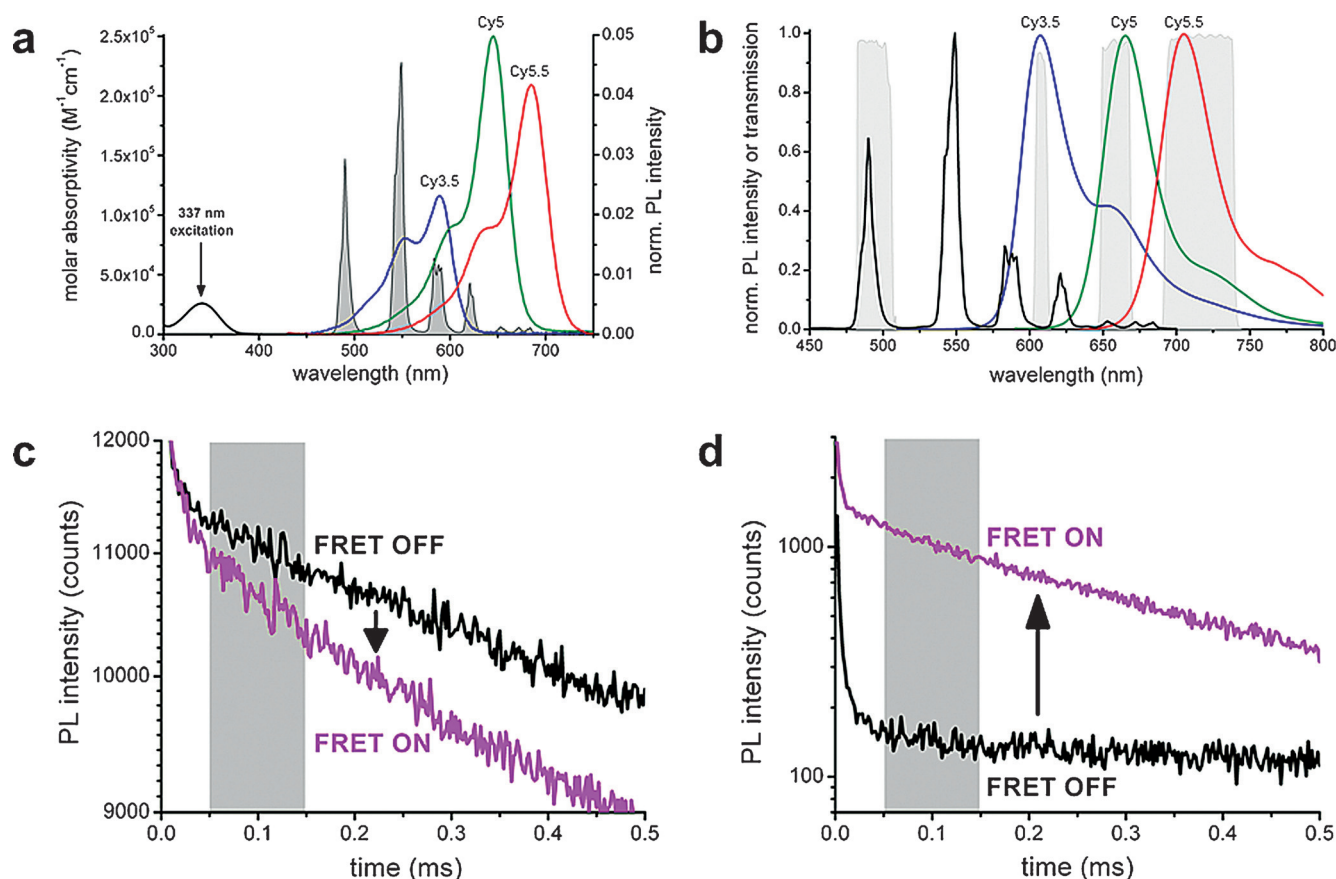 a
Cy5
Cy5.5
Cy3.5
337 nm
excitation
molar absorptivity (M⁻¹cm⁻¹)
2.5x10⁵
2.0x10⁵
1.5x10⁵
1.0x10⁵
5.0x10⁴
0.0
300 400 500 600 700
wavelength (nm)
0.05
0.04
0.03
0.02
0.01
0.00
norm. PL intensity
b
Cy3.5 Cy5 Cy5.5
norm. PL intensity or transmission
1.0
0.8
0.6
0.4
0.2
0.0
450 500 550 600 650 700 750 800
wavelength (nm)
c
PL intensity (counts)
12000
11000
10000
9000
FRET OFF
FRET ON
0.0 0.1 0.2 0.3 0.4 0.5
time (ms)
d
PL intensity (counts)
1000
100
FRET ON
FRET OFF
0.0 0.1 0.2 0.3 0.4 0.5
time (ms)